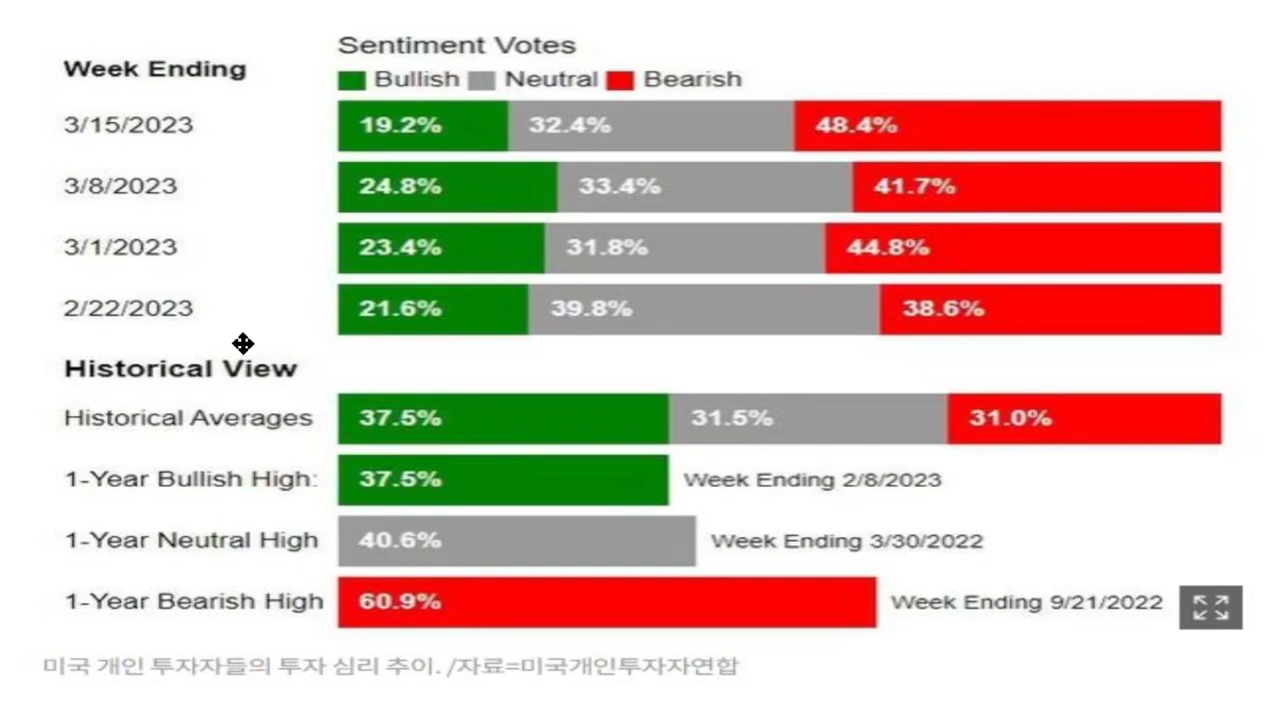 Sentiment Votes
Week Ending
Bullish Neutral Bearish
3/15/2023 19.2% 32.4% 48.4%
3/8/2023 24.8% 33.4% 41.7%
3/1/2023 23.4% 31.8% 44.8%
2/22/2023 21.6% 39.8% 38.6%
Historical View
Historical Averages 37.5% 31.5% 31.0%
1-Year Bullish High: 37.5% Week Ending 2/8/2023
1-Year Neutral High 40.6% Week Ending 3/30/2022
1-Year Bearish High 60.9% Week Ending 9/21/2022
미국 개인 투자자들의 투자 심리 추이. /자료=미국개인투자자연합